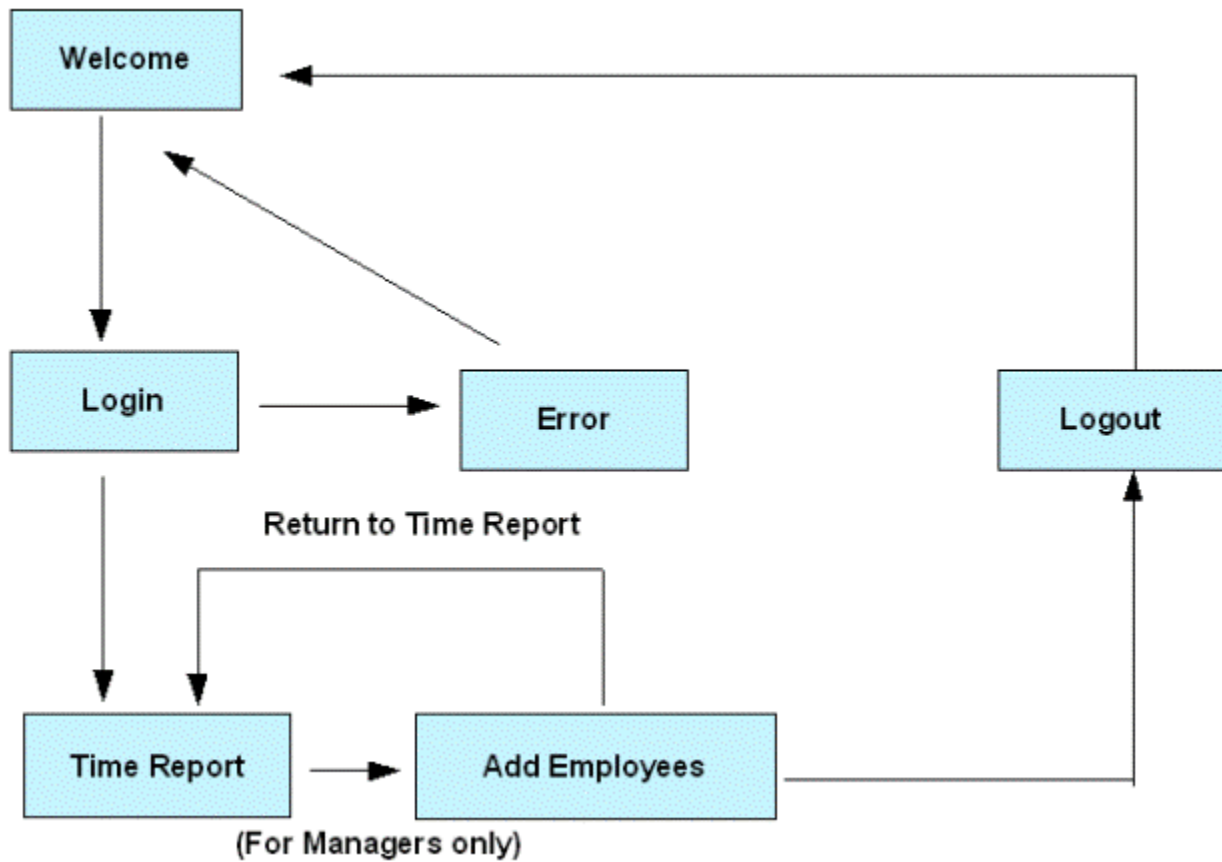 Welcome
Login
Error
Logout
Return to Time Report
Time Report
Add Employees
(For Managers only)